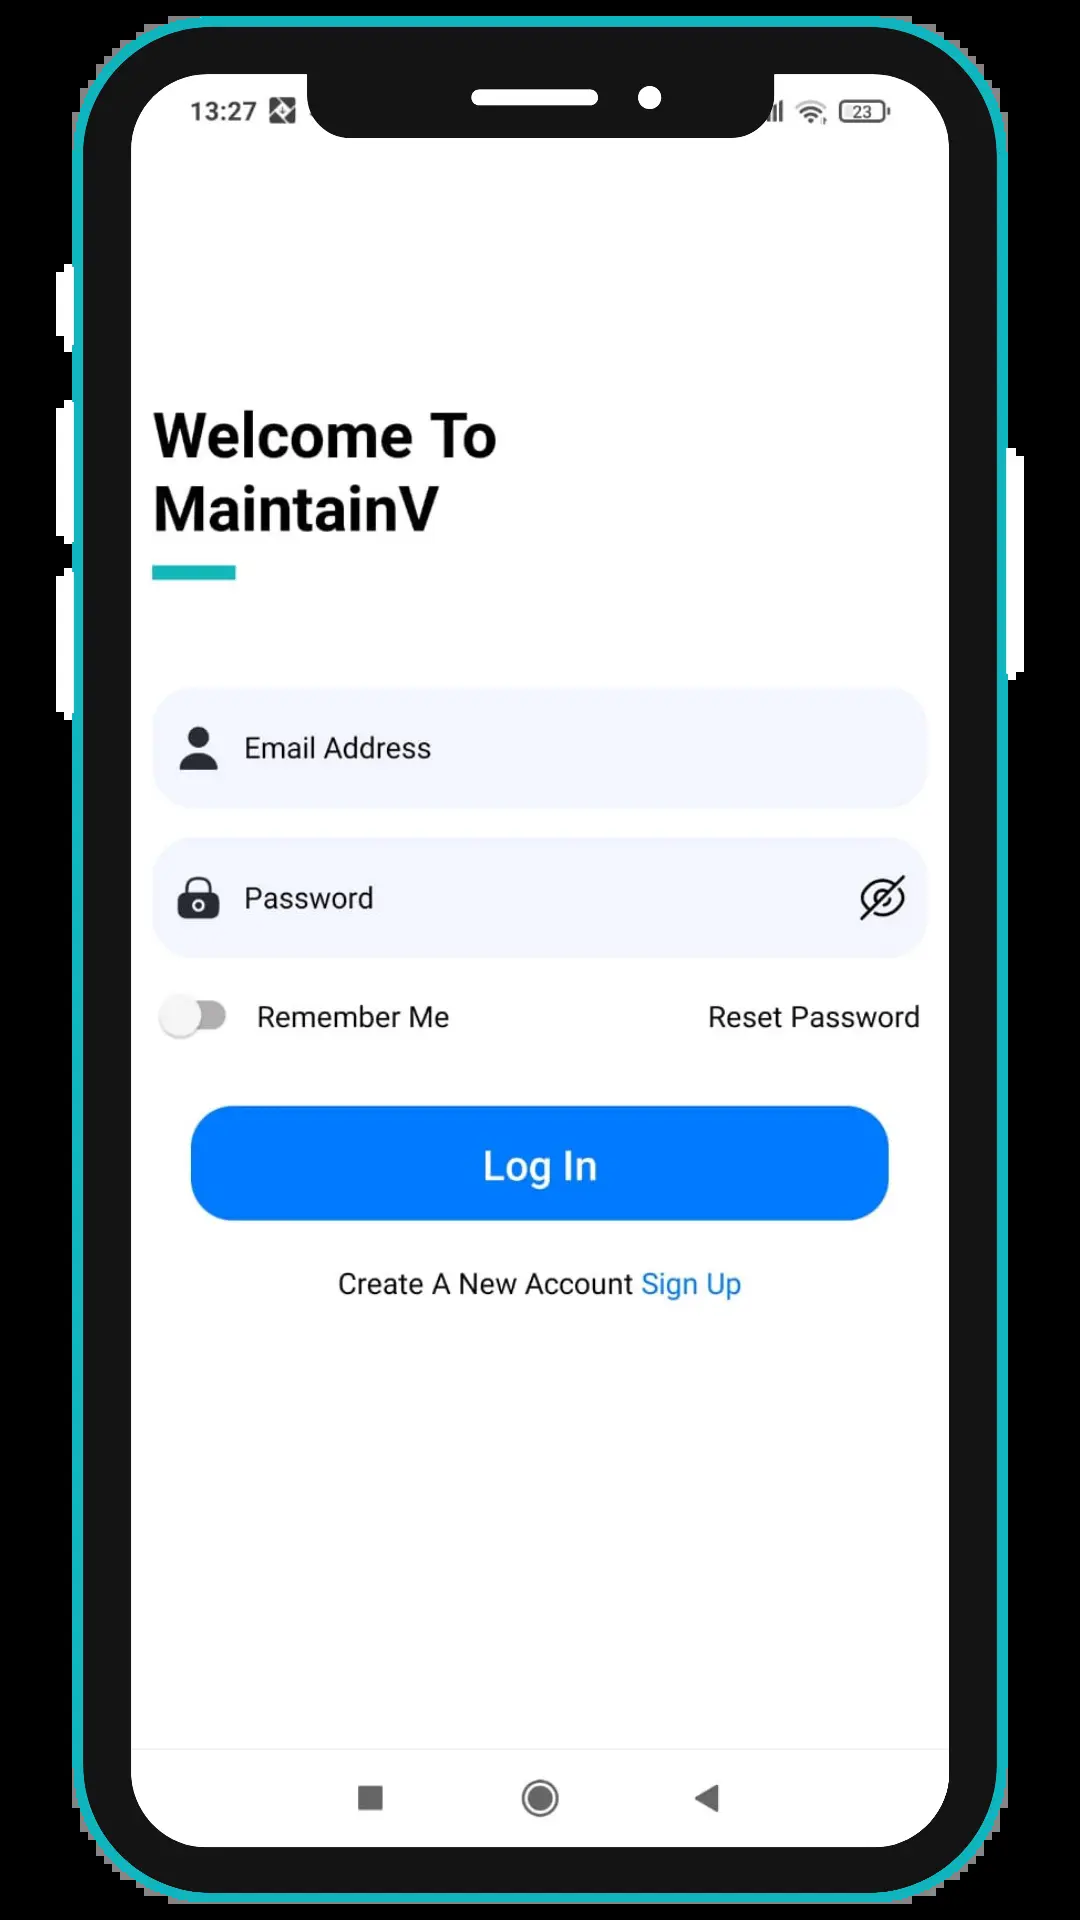 13:27
23
Welcome To
MaintainV
Email Address
Password
Remember Me
Reset Password
Log In
Create A New Account Sign Up